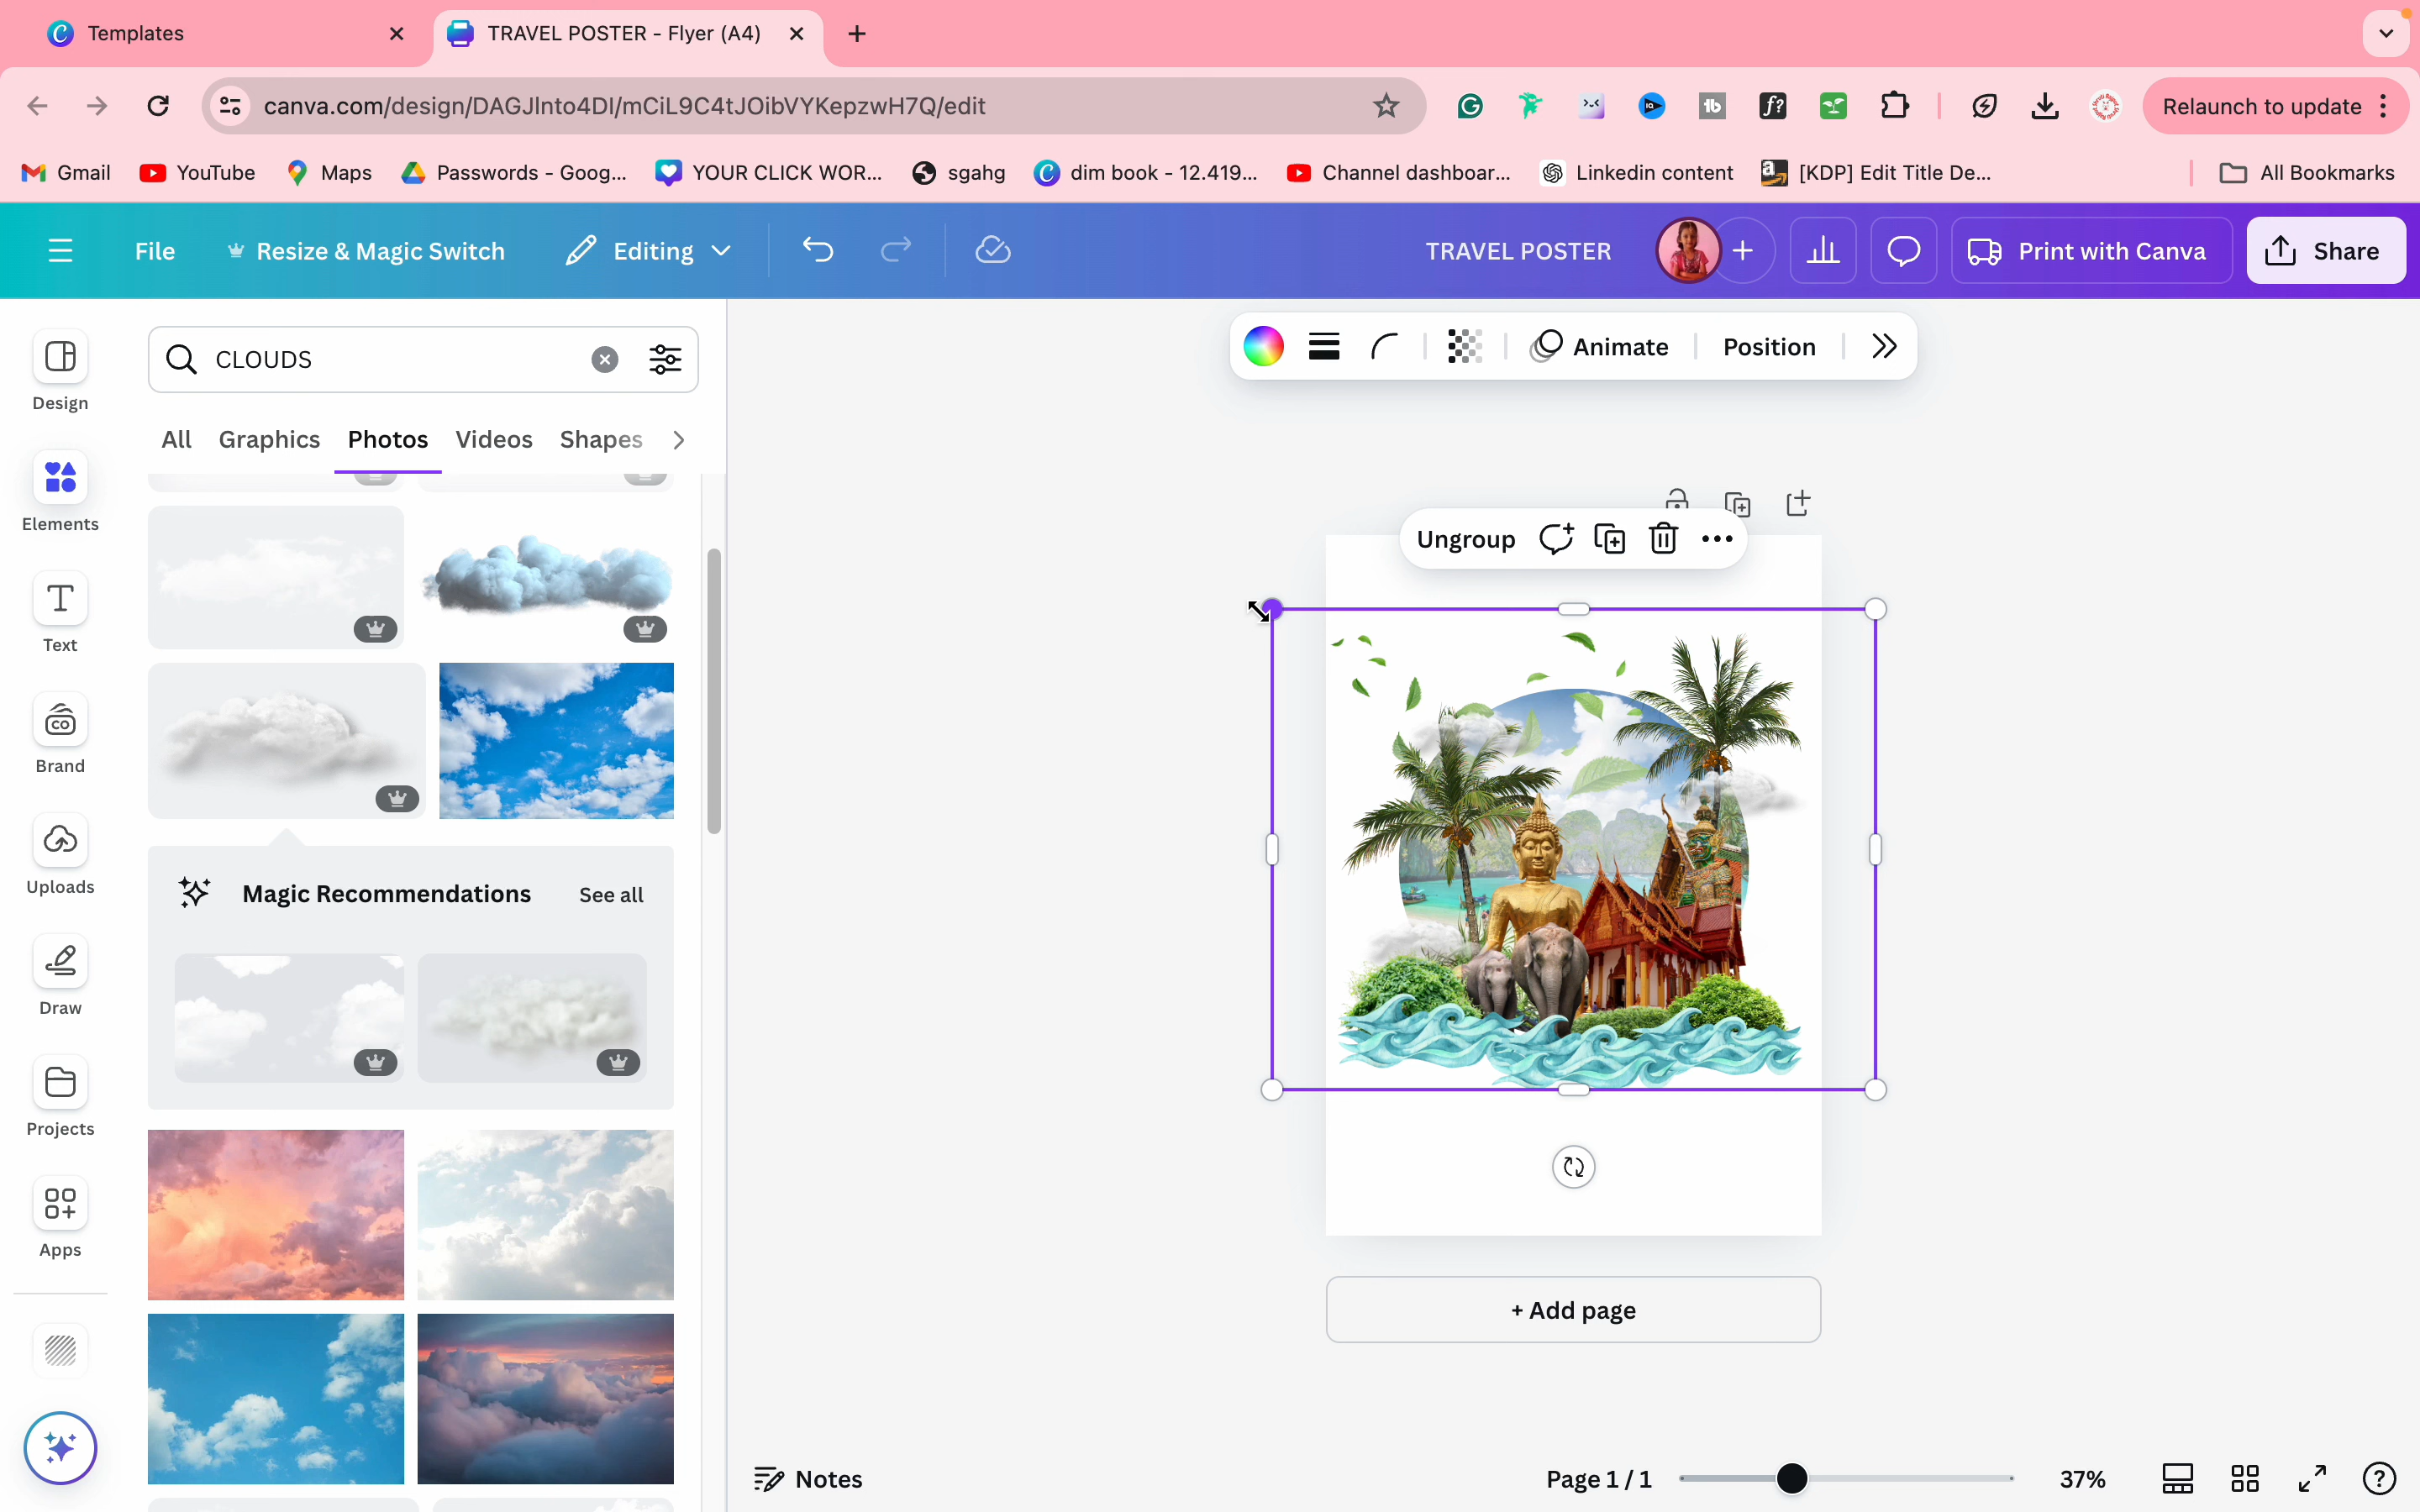 Templates
TRAVEL POSTER - Flyer (A4)
canva.com/design/DAGJlnto4DI/mCiL9C4tJOibVYKepzwH7Q/edit
Relaunch to update
Gmail
YouTube
Maps
Passwords - Goog...
YOUR CLICK WOR...
sgahg
dim book - 12.419...
Channel dashboar...
Linkedin content
[KDP] Edit Title De...
All Bookmarks
File
Resize & Magic Switch
Editing
TRAVEL POSTER
Print with Canva
Share
Design
Elements
Text
Brand
Uploads
Draw
Projects
Apps
CLOUDS
All
Graphics
Photos
Videos
Shapes
Magic Recommendations
See all
Animate
Position
Ungroup
+ Add page
Notes
Page 1 / 1
37%